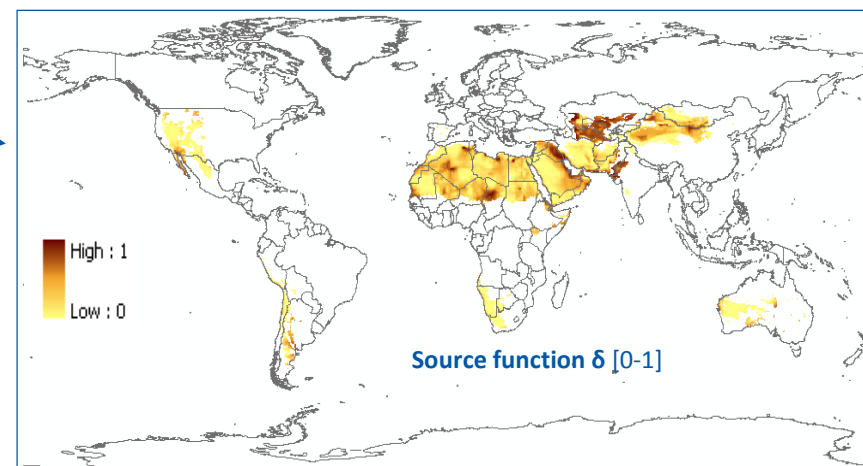 High : 1
Low : 0
Source function δ [0-1]